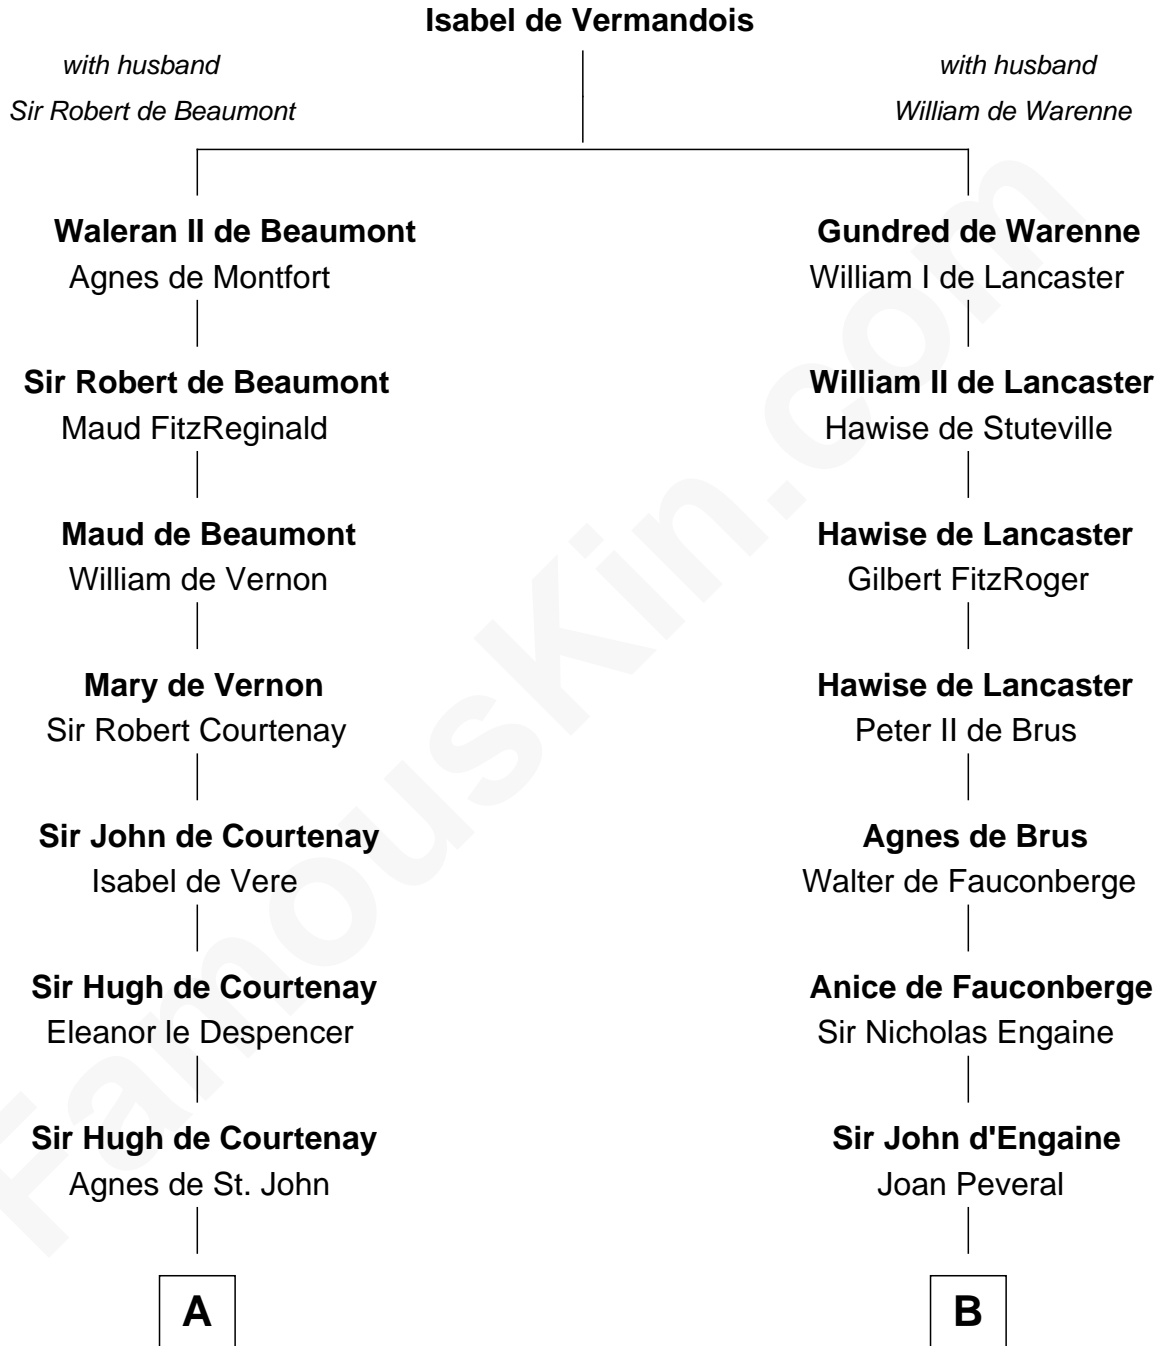 Isabel de Vermandois
with husband
Sir Robert de Beaumont
with husband
William de Warenne
Waleran II de Beaumont
Agnes de Montfort
Gundred de Warenne
William I de Lancaster
Sir Robert de Beaumont
Maud FitzReginald
William II de Lancaster
Hawise de Stuteville
Maud de Beaumont
William de Vernon
Hawise de Lancaster
Gilbert FitzRoger
Mary de Vernon
Sir Robert Courtenay
Hawise de Lancaster
Peter II de Brus
Sir John de Courtenay
Isabel de Vere
Agnes de Brus
Walter de Fauconberge
Sir Hugh de Courtenay
Eleanor le Despencer
Anice de Fauconberge
Sir Nicholas Engaine
Sir Hugh de Courtenay
Agnes de St. John
Sir John d'Engaine
Joan Peveral
A
B
FamousKin.com